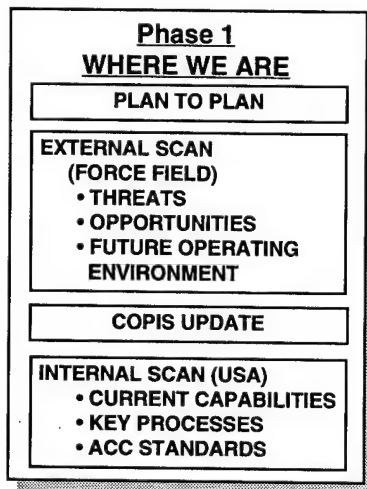 Phase 1
WHERE WE ARE
PLAN TO PLAN
EXTERNAL SCAN
(FORCE FIELD)
• THREATS
• OPPORTUNITIES
• FUTURE OPERATING
ENVIRONMENT
COPIS UPDATE
INTERNAL SCAN (USA)
• CURRENT CAPABILITIES
• KEY PROCESSES
• ACC STANDARDS